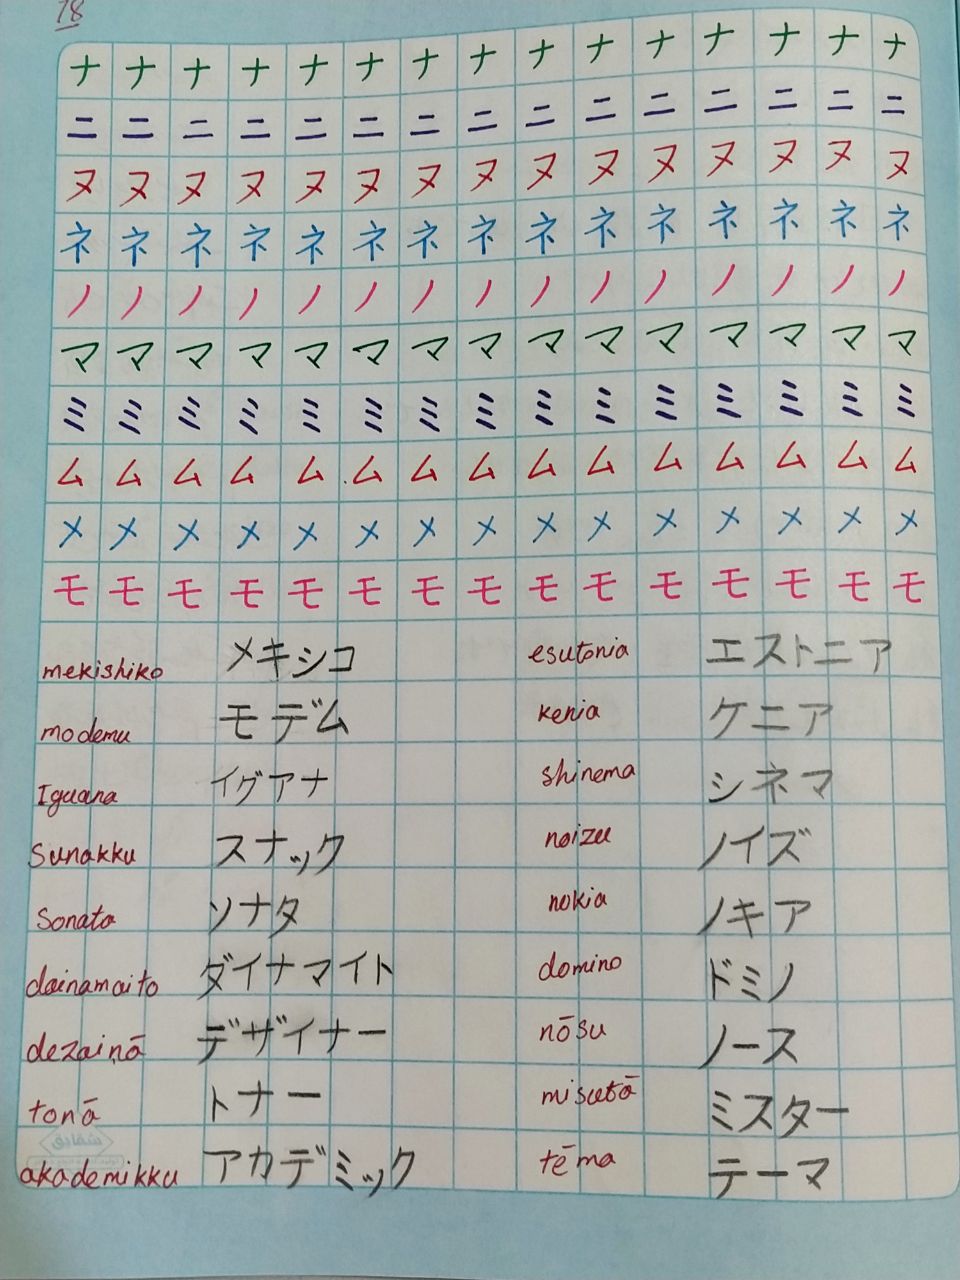 18
ナ ナ ナ ナ ナ ナ ナ ナ ナ ナ ナ ナ ナ ナ ナ
ニ ニ ニ ニ ニ ニ ニ ニ ニ ニ ニ ニ ニ ニ ニ
ヌ ヌ ヌ ヌ ヌ ヌ ヌ ヌ ヌ ヌ ヌ ヌ ヌ ヌ ヌ
ネ ネ ネ ネ ネ ネ ネ ネ ネ ネ ネ ネ ネ ネ ネ
ノ ノ ノ ノ ノ ノ ノ ノ ノ ノ ノ ノ ノ ノ ノ
マ マ マ マ マ マ マ マ マ マ マ マ マ マ マ
ミ ミ ミ ミ ミ ミ ミ ミ ミ ミ ミ ミ ミ ミ ミ
ム ム ム ム ム ム ム ム ム ム ム ム ム ム ム
メ メ メ メ メ メ メ メ メ メ メ メ メ メ メ
モ モ モ モ モ モ モ モ モ モ モ モ モ モ モ
mekishiko メキシコ esutonia エストニア
modemu モデム kenia ケニア
Iguana イグアナ shinema シネマ
Sunakku スナック noizu ノイズ
Sonata ソナタ nokia ノキア
dainamaito ダイナマイト domino ドミノ
dezainā デザイナー nōsu ノース
tonā トナー misutā ミスター
akademikku アカデミック tēma テーマ